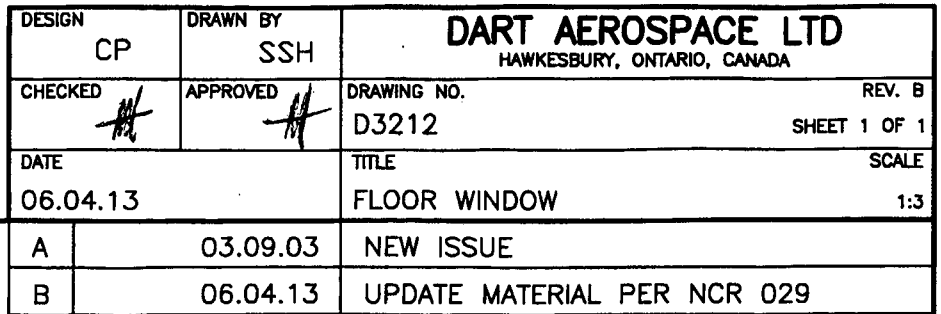 DESIGN
CP
DRAWN BY
SSH
DART AEROSPACE LTD
HAWKESBURY, ONTARIO, CANADA
CHECKED
APPROVED
DRAWING NO.
REV. B
D3212
SHEET 1 OF 1
DATE
06.04.13
TITLE
SCALE
FLOOR WINDOW
1:3
A 03.09.03 NEW ISSUE
B 06.04.13 UPDATE MATERIAL PER NCR 029